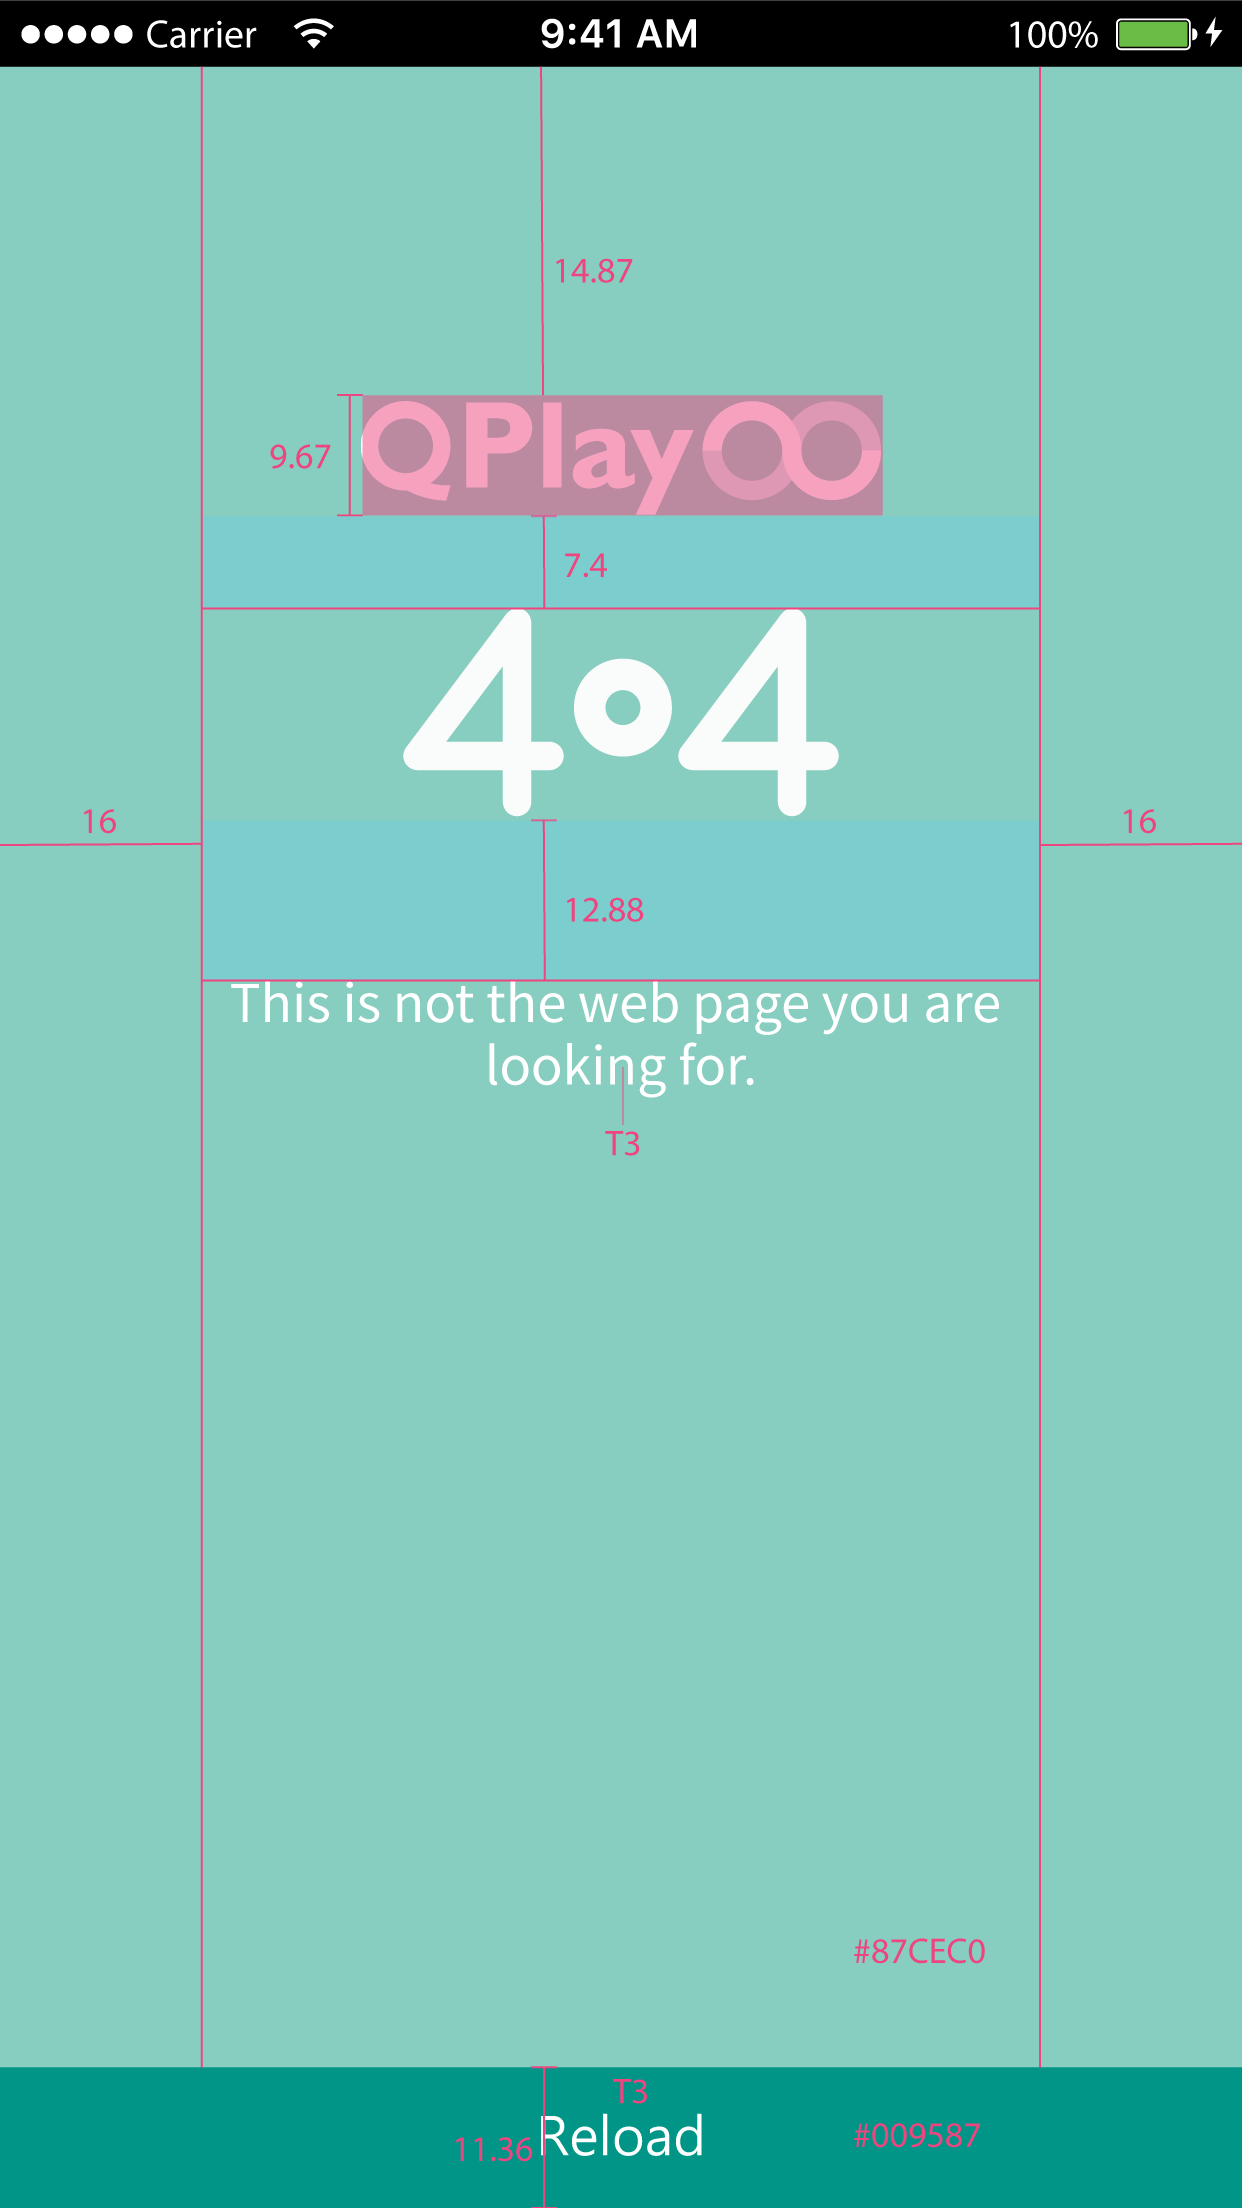 Carrier 9:41 AM 100%
14.87
QPlay
9.67
7.4
404
16 16
12.88
This is not the web page you are
looking for.
T3
#87CEC0
T3
Reload
11.36 #009587